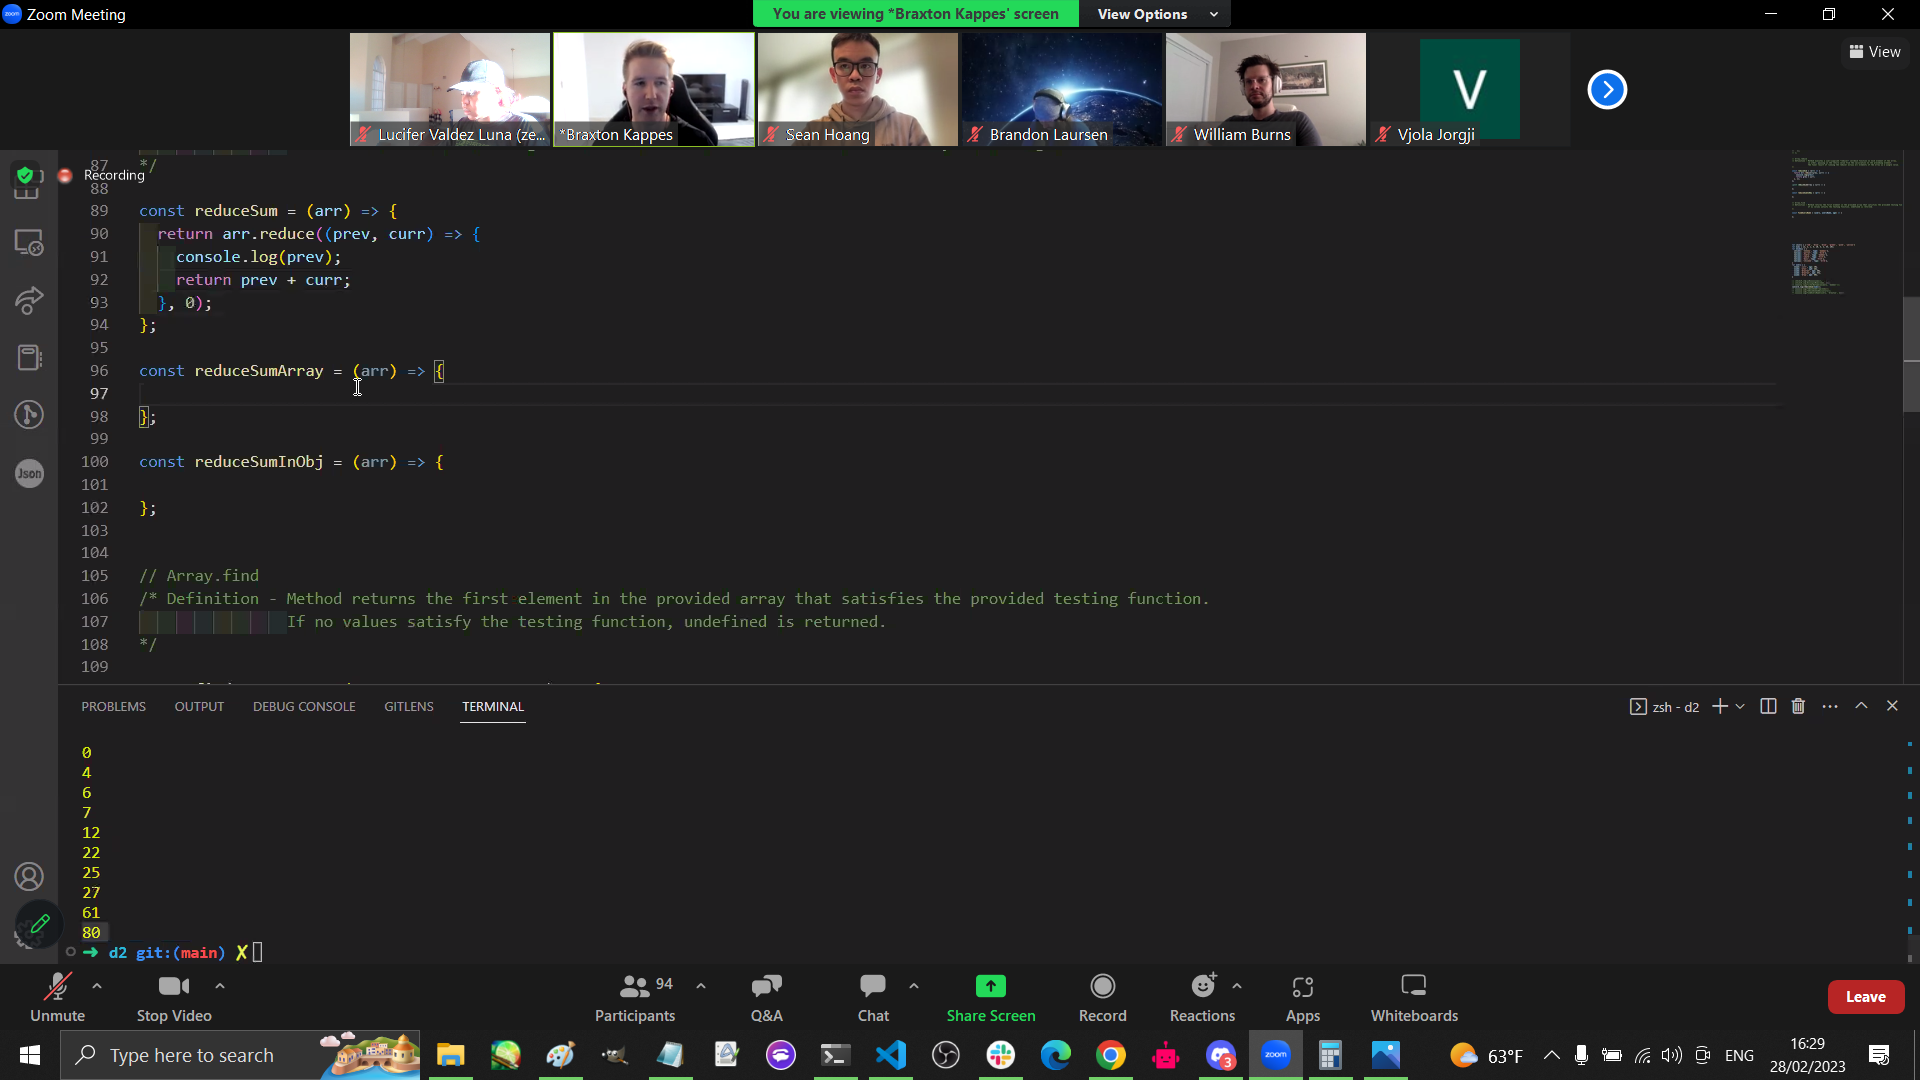 Zoom Meeting
You are viewing *Braxton Kappes' screen
View Options
View
Lucifer Valdez Luna (ze...
*Braxton Kappes
Sean Hoang
Brandon Laursen
William Burns
V
Vjola Jorgji
Recording
87 */
88
89 const reduceSum = (arr) => {
90 return arr.reduce((prev, curr) => {
91 console.log(prev);
92 return prev + curr;
93 }, 0);
94 };
95
96 const reduceSumArray = (arr) => {
97
98 };
99
100 const reduceSumInObj = (arr) => {
101
102 };
103
104
105 // Array.find
106 /* Definition - Method returns the first element in the provided array that satisfies the provided testing function.
107 If no values satisfy the testing function, undefined is returned.
108 */
109
Json
PROBLEMS OUTPUT DEBUG CONSOLE GITLENS TERMINAL
zsh - d2
0
4
6
7
12
22
25
27
61
80
➜ d2 git:(main) ✗
Unmute
Stop Video
94
Participants
Q&A
Chat
Share Screen
Record
Reactions
Apps
Whiteboards
Leave
Type here to search
3
zoom
63°F
ENG
16:29
28/02/2023